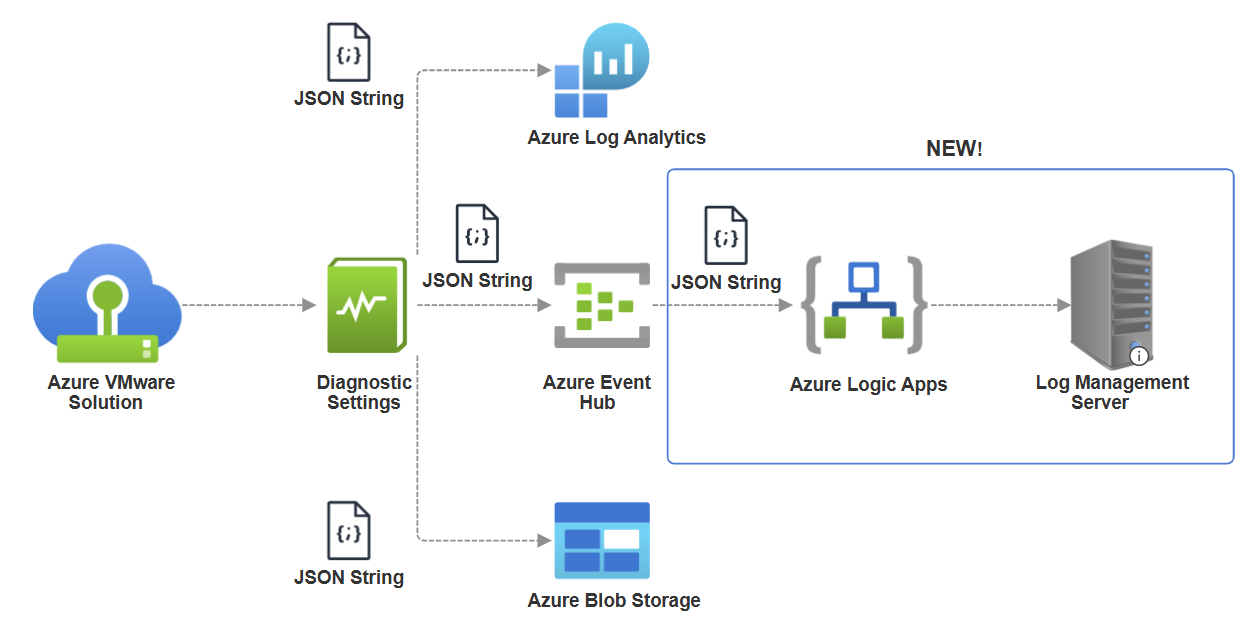 JSON String
Azure Log Analytics
NEW!
JSON String
JSON String
Azure VMware
Solution
Diagnostic
Settings
Azure Event
Hub
Azure Logic Apps
Log Management
Server
JSON String
Azure Blob Storage